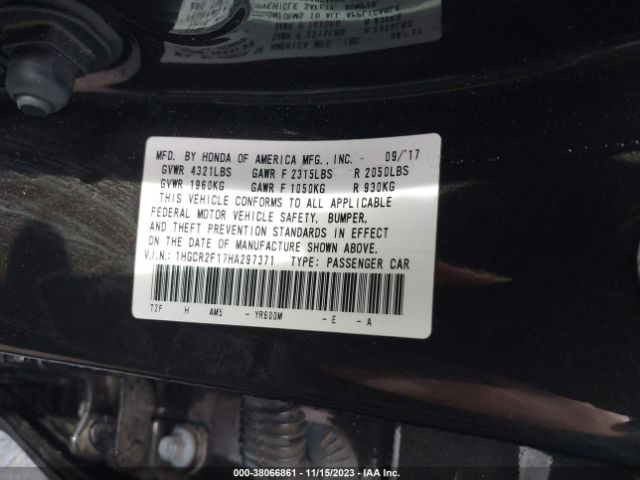 MFD. BY HONDA OF AMERICA MFG., INC. - 09/17
GVWR 4321LBS GAWR F 2315LBS R 2050LBS
GVWR 1960KG GAWR F 1050KG R 930KG
THIS VEHICLE CONFORMS TO ALL APPLICABLE
FEDERAL MOTOR VEHICLE SAFETY, BUMPER,
AND THEFT PREVENTION STANDARDS IN EFFECT
ON THE DATE OF MANUFACTURE SHOWN ABOVE.
V.I.N.: 1HGCR2F17HA297371 TYPE: PASSENGER CAR
T2F H AM5 - YR600M - E - A
000-38066861 - 11/15/2023 - IAA Inc.